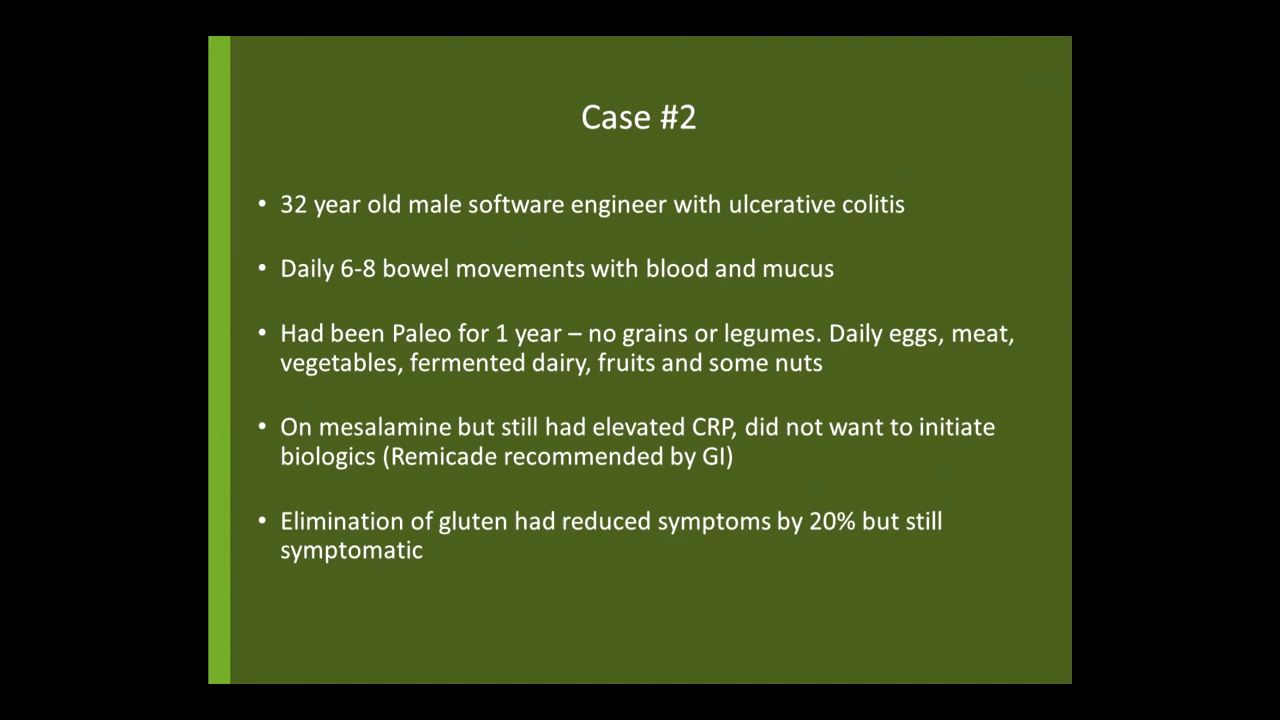 Case #2
• 32 year old male software engineer with ulcerative colitis
• Daily 6-8 bowel movements with blood and mucus
• Had been Paleo for 1 year – no grains or legumes. Daily eggs, meat,
vegetables, fermented dairy, fruits and some nuts
• On mesalamine but still had elevated CRP, did not want to initiate
biologics (Remicade recommended by GI)
• Elimination of gluten had reduced symptoms by 20% but still
symptomatic